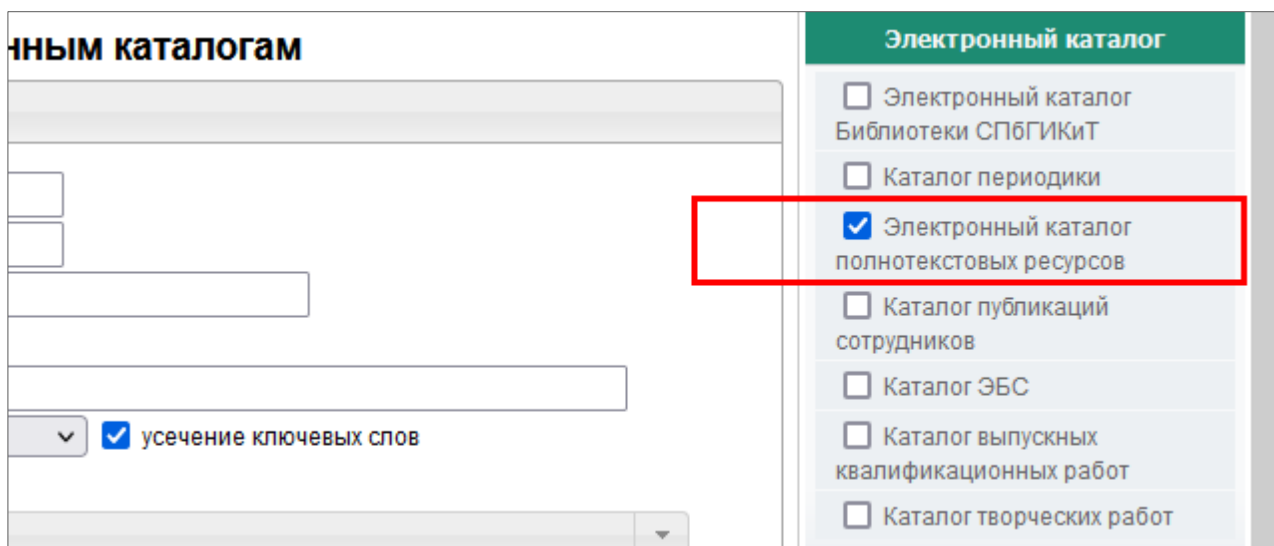 нным каталогам
Электронный каталог
Электронный каталог
Библиотеки СПбГИКиТ
Каталог периодики
Электронный каталог
полнотекстовых ресурсов
Каталог публикаций
сотрудников
Каталог ЭБС
Каталог выпускных
квалификационных работ
Каталог творческих работ
усечение ключевых слов